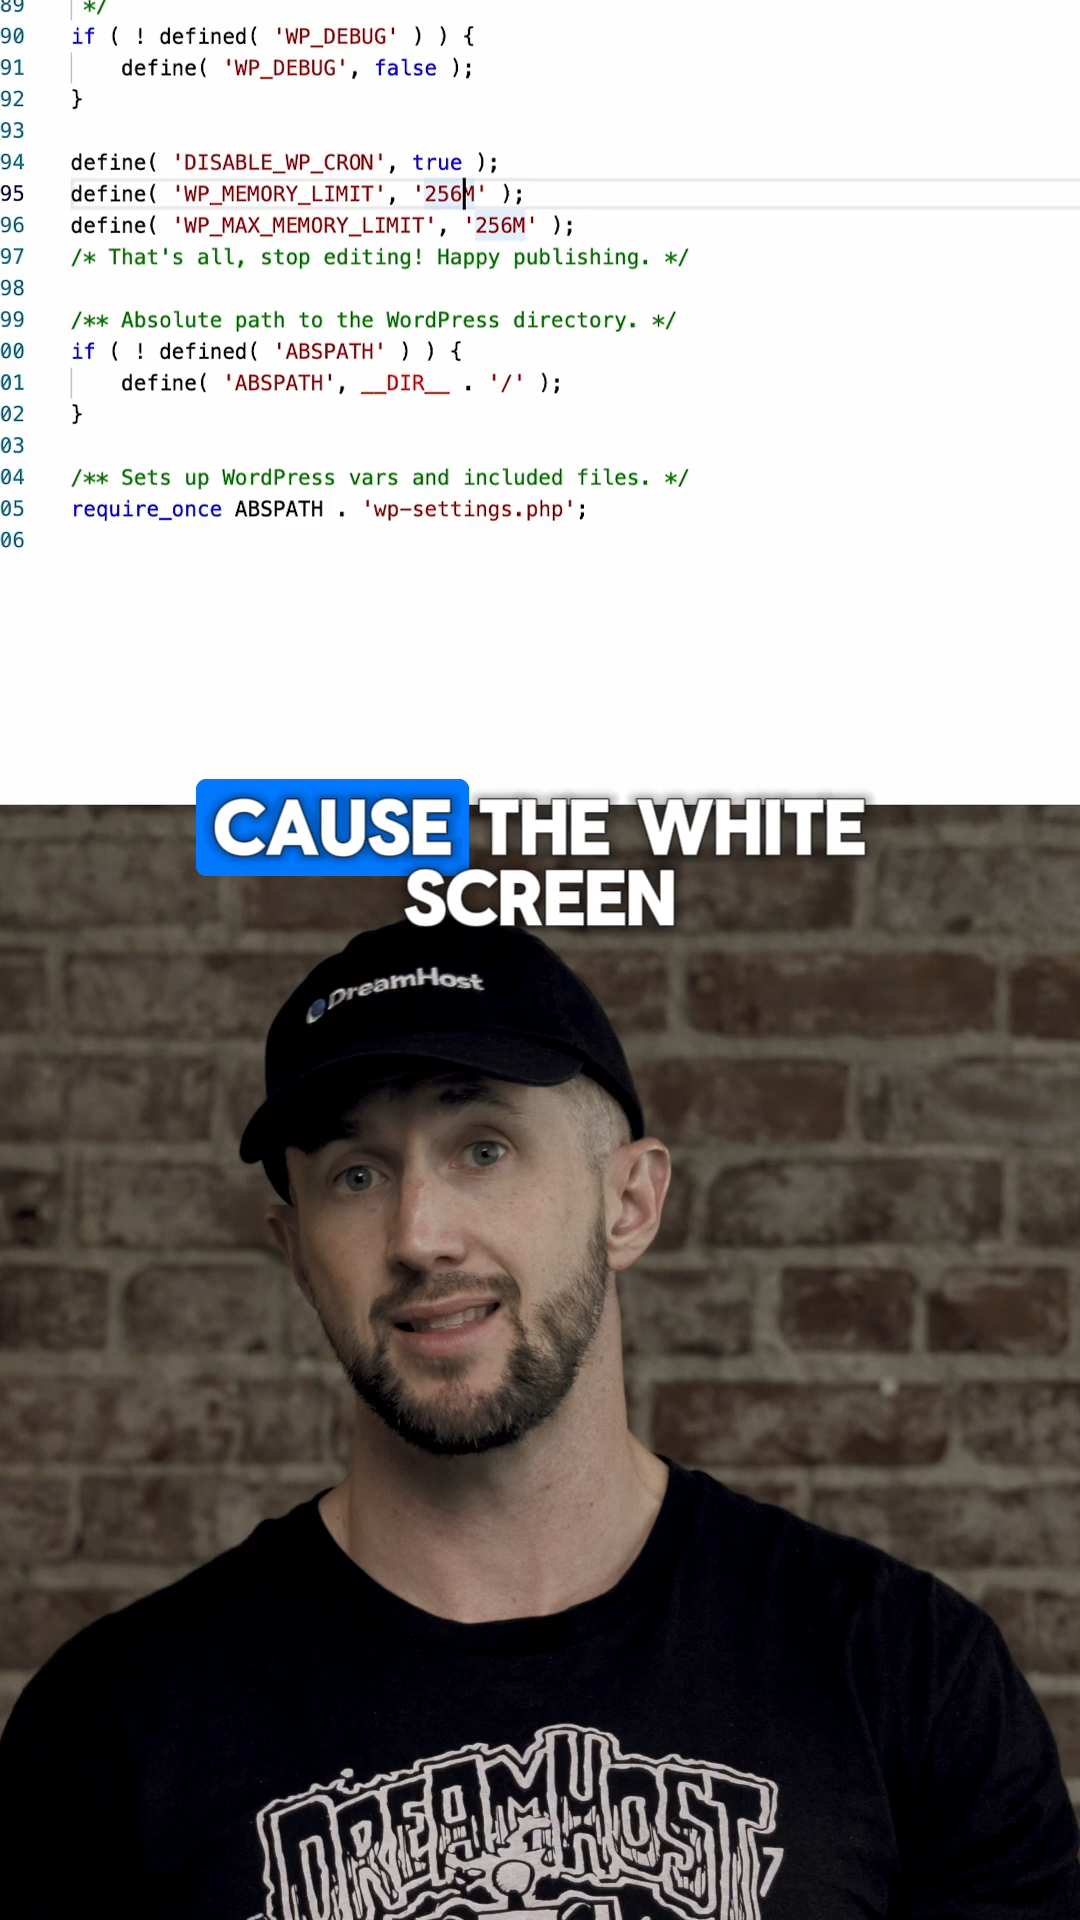 89 */
90 if ( ! defined( 'WP_DEBUG' ) ) {
91 define( 'WP_DEBUG', false );
92 }
93
94 define( 'DISABLE_WP_CRON', true );
95 define( 'WP_MEMORY_LIMIT', '256M' );
96 define( 'WP_MAX_MEMORY_LIMIT', '256M' );
97 /* That's all, stop editing! Happy publishing. */
98
99 /** Absolute path to the WordPress directory. */
00 if ( ! defined( 'ABSPATH' ) ) {
01 define( 'ABSPATH', __DIR__ . '/' );
02 }
03
04 /** Sets up WordPress vars and included files. */
05 require_once ABSPATH . 'wp-settings.php';
06
CAUSE THE WHITE
SCREEN
DreamHost
DREAMHOST